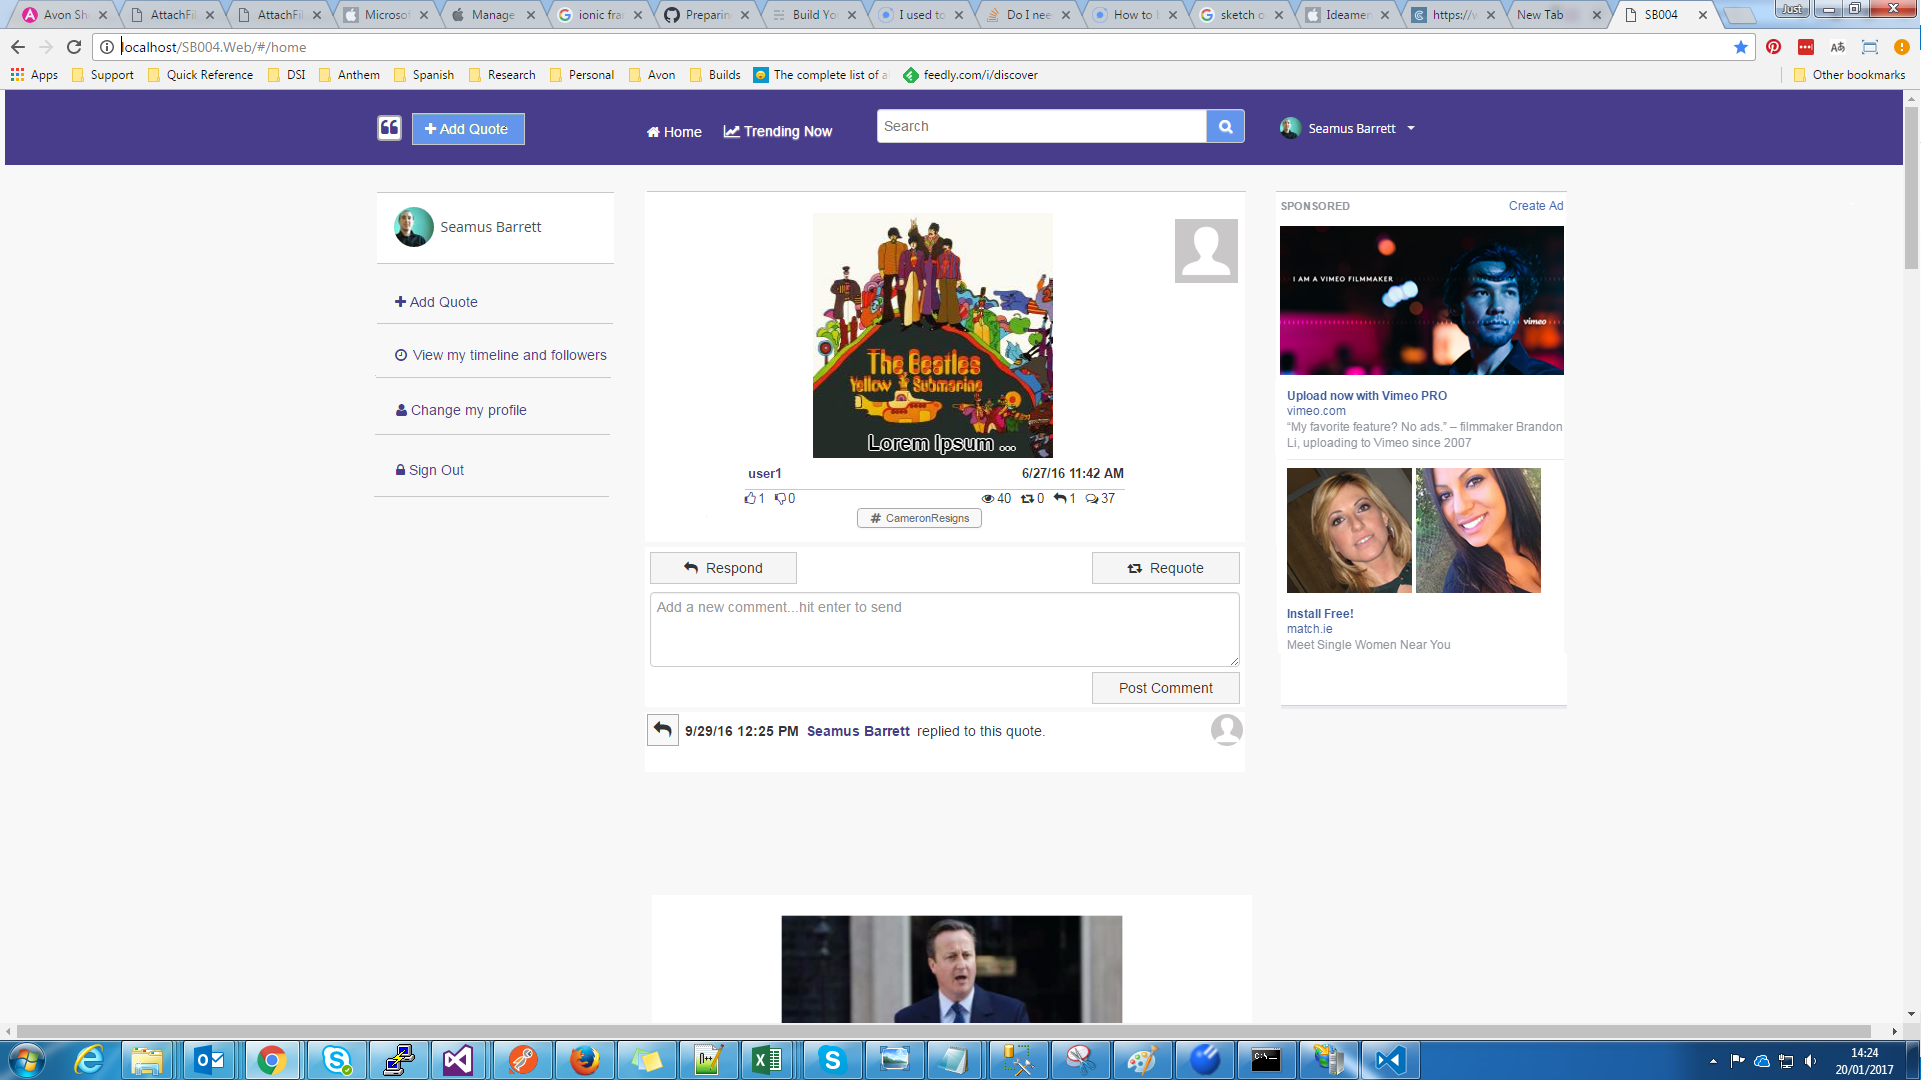 Avon Sh
AttachFil
AttachFil
Microsof
Manage
ionic fra
Preparin
Build Yo
I used to
Do I nee
How to
sketch o
Ideamen
https://
New Tab
SB004
Just
localhost/SB004.Web/#/home
Apps
Support
Quick Reference
DSI
Anthem
Spanish
Research
Personal
Avon
Builds
The complete list of a
feedly.com/i/discover
Other bookmarks
Add Quote
Home
Trending Now
Search
Seamus Barrett
Seamus Barrett
Add Quote
View my timeline and followers
Change my profile
Sign Out
The Beatles
Yellow Submarine
Lorem Ipsum ...
user1 6/27/16 11:42 AM
1 0 40 0 1 37
# CameronResigns
Respond
Requote
Add a new comment...hit enter to send
Post Comment
9/29/16 12:25 PM Seamus Barrett replied to this quote.
SPONSORED Create Ad
I AM A VIMEO FILMMAKER
vimeo
Upload now with Vimeo PRO
vimeo.com
“My favorite feature? No ads.” – filmmaker Brandon
Li, uploading to Vimeo since 2007
Install Free!
match.ie
Meet Single Women Near You
14:24
20/01/2017